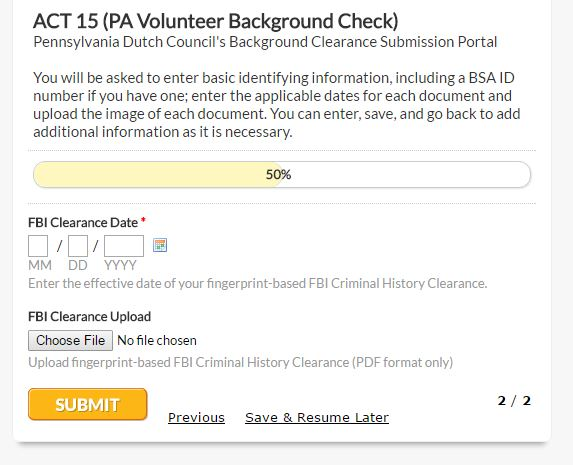 ACT 15 (PA Volunteer Background Check)
Pennsylvania Dutch Council's Background Clearance Submission Portal
You will be asked to enter basic identifying information, including a BSA ID
number if you have one; enter the applicable dates for each document and
upload the image of each document. You can enter, save, and go back to add
additional information as it is necessary.
50%
FBI Clearance Date *
/ /
MM DD YYYY
Enter the effective date of your fingerprint-based FBI Criminal History Clearance.
FBI Clearance Upload
Choose File No file chosen
Upload fingerprint-based FBI Criminal History Clearance (PDF format only)
SUBMIT Previous Save & Resume Later 2 / 2